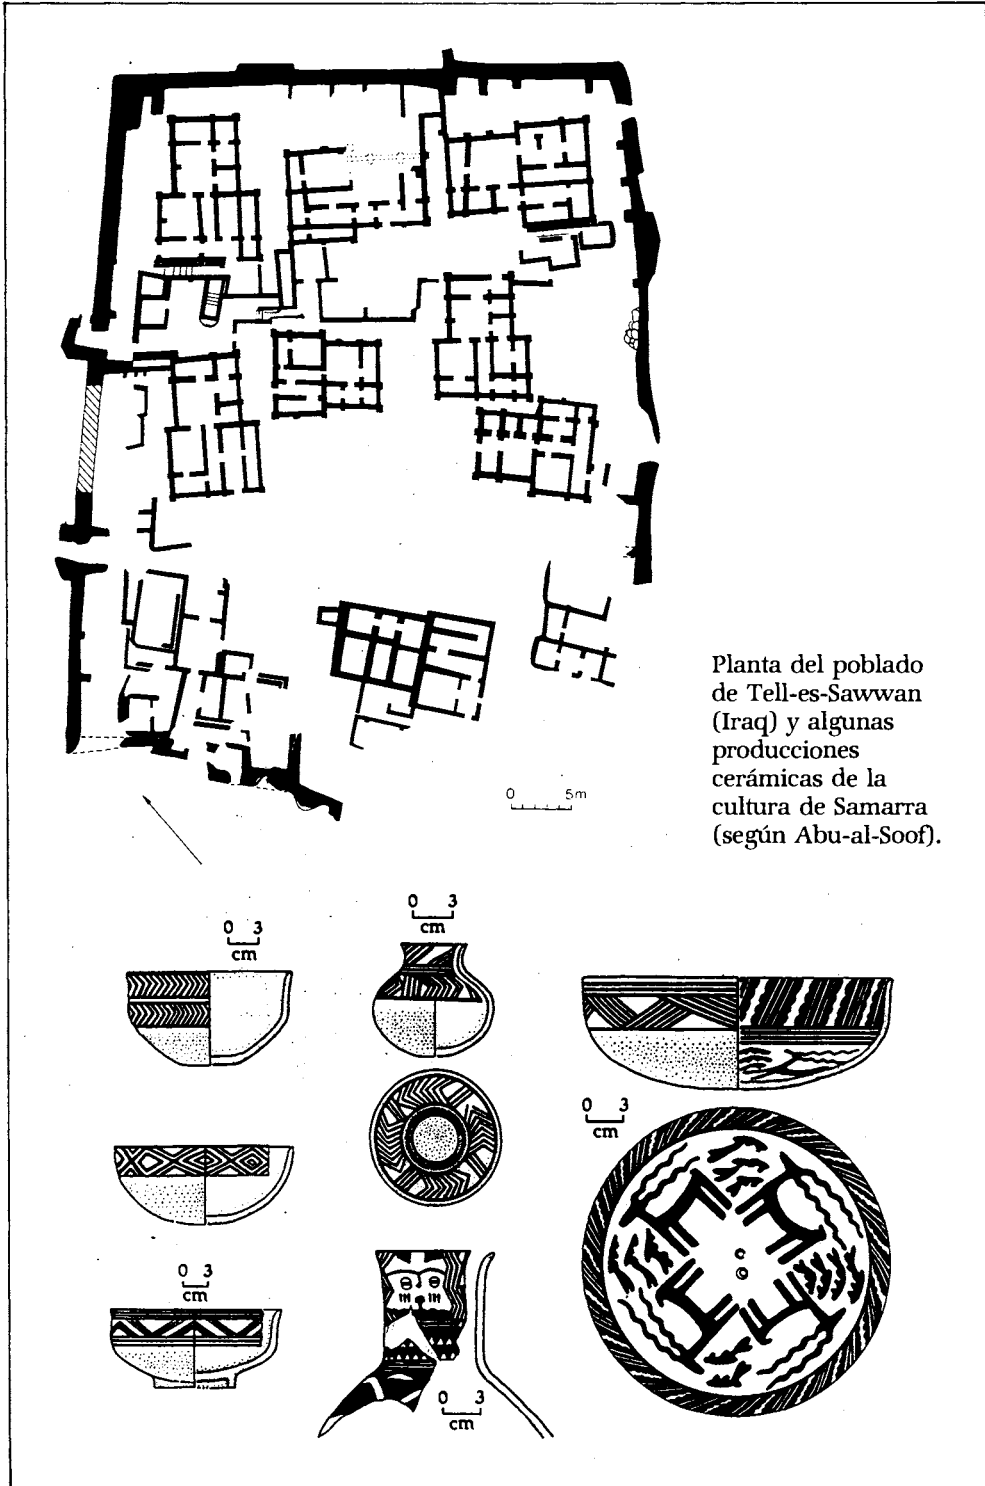 Planta del poblado
de Tell-es-Sawwan
(Iraq) y algunas
producciones
cerámicas de la
cultura de Samarra
(según Abu-al-Soof).
0 5m
0 3
cm
0 3
cm
0 3
cm
0 3
cm
0 3
cm